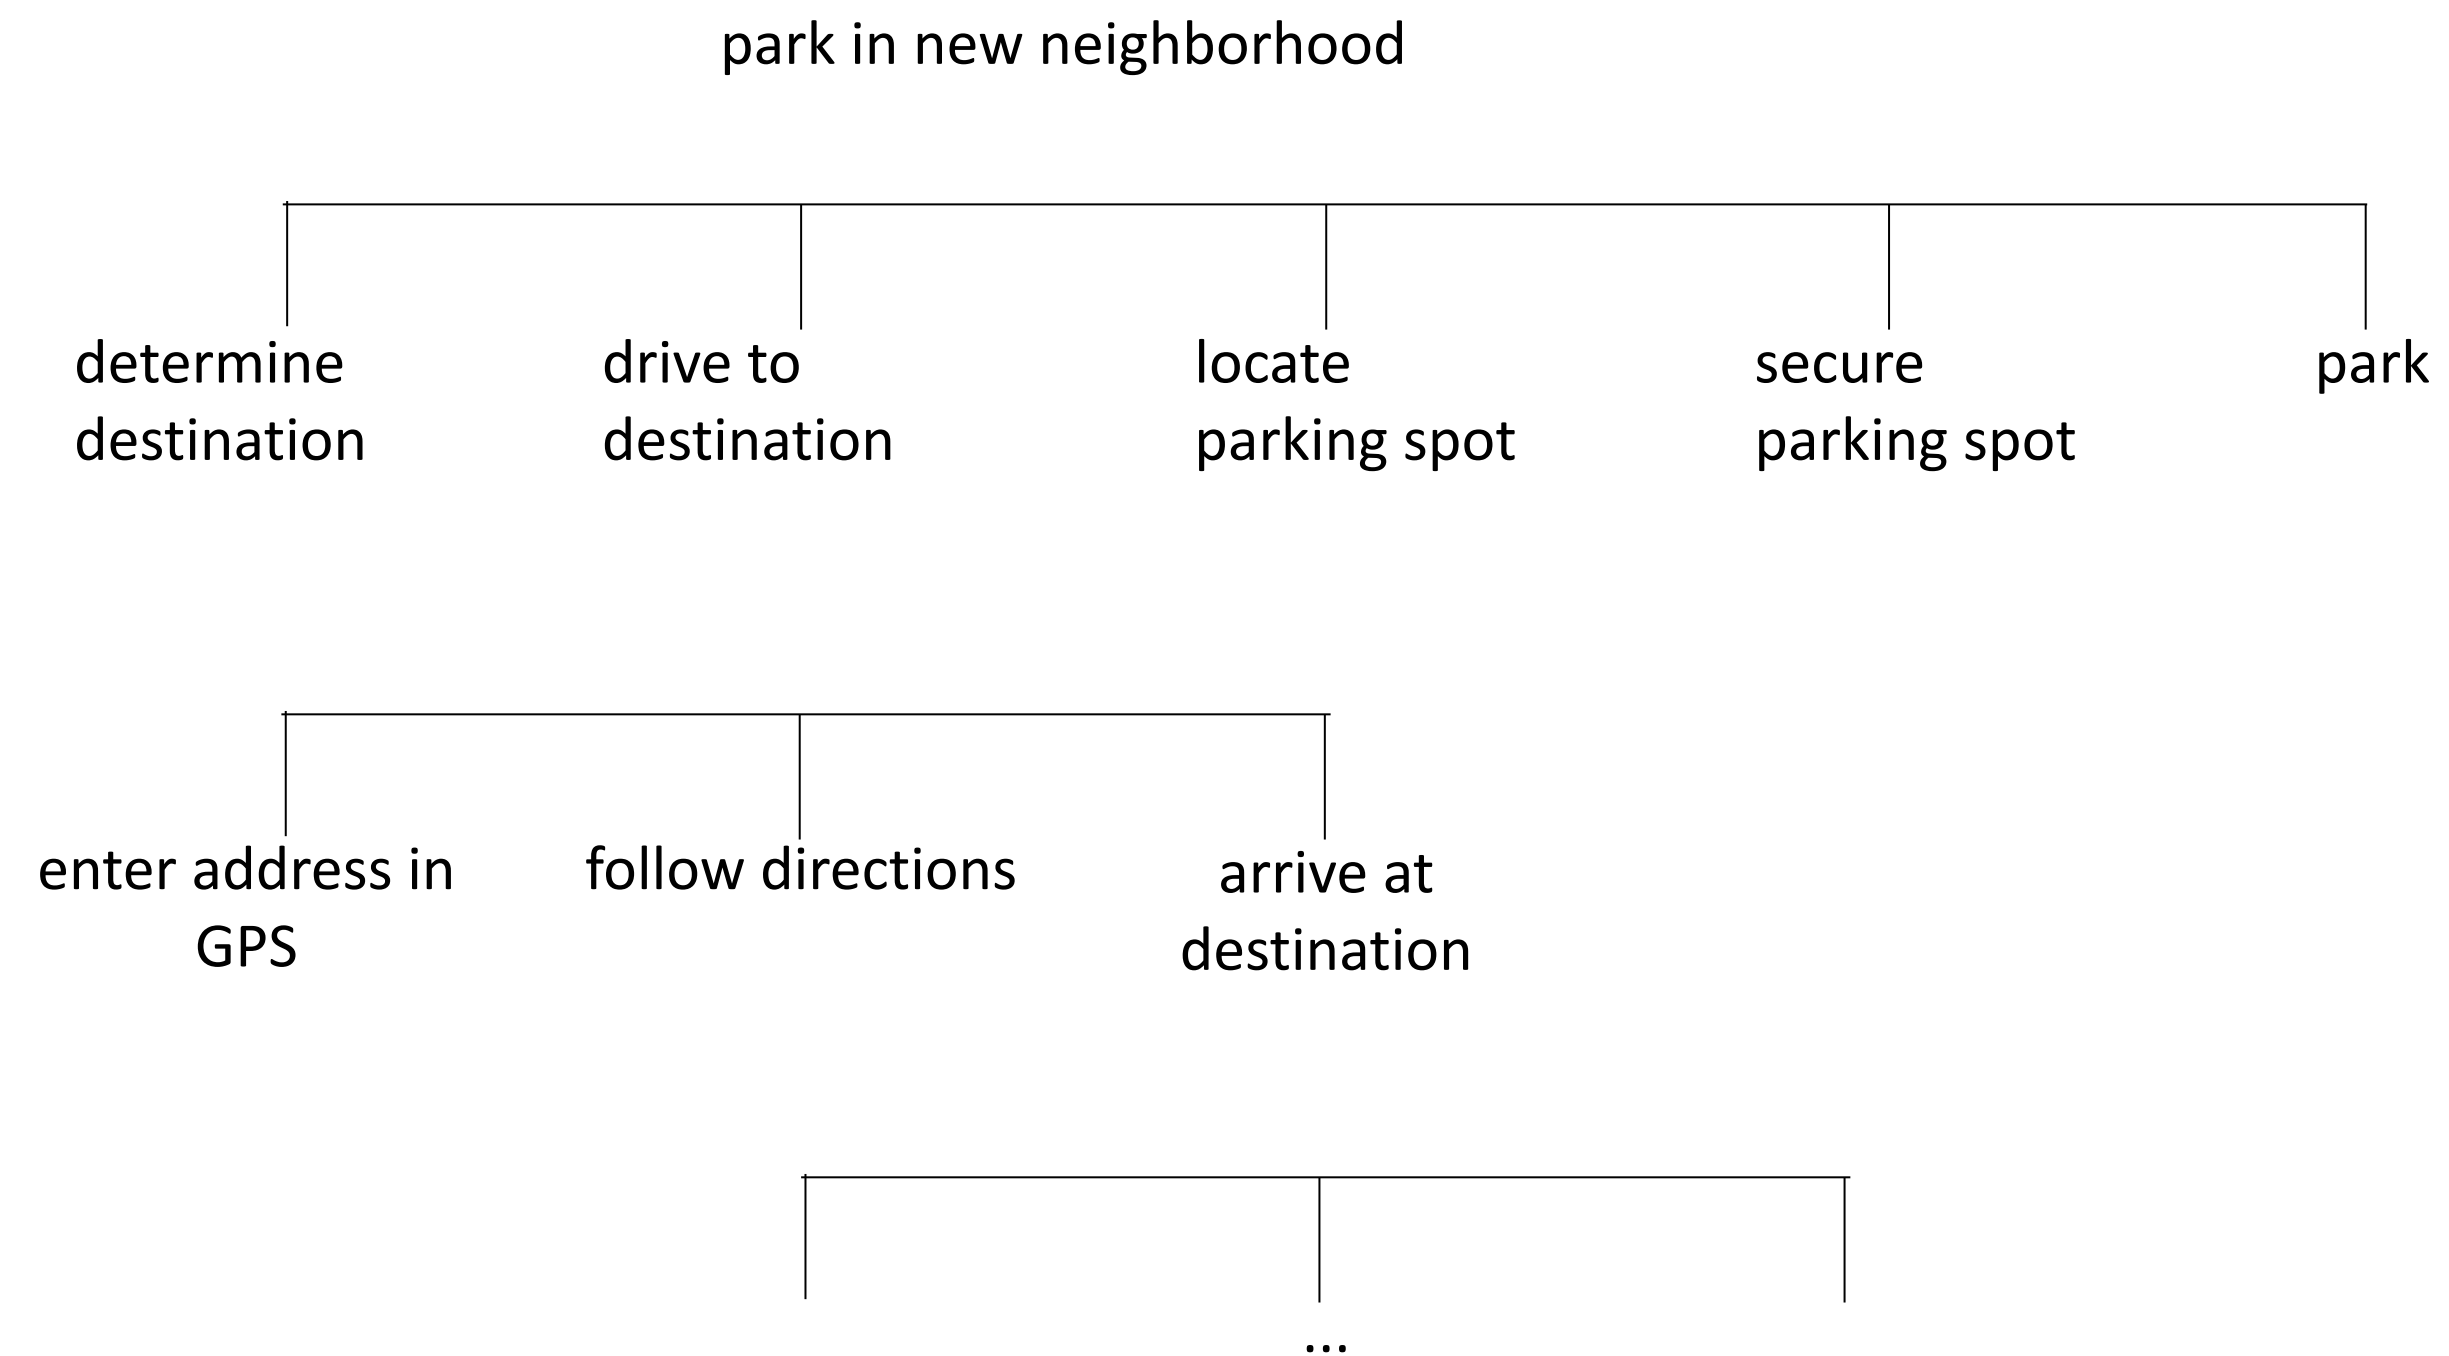 park in new neighborhood
determine
destination
drive to
destination
locate
parking spot
secure
parking spot
park
enter address in
GPS
follow directions
arrive at
destination
...